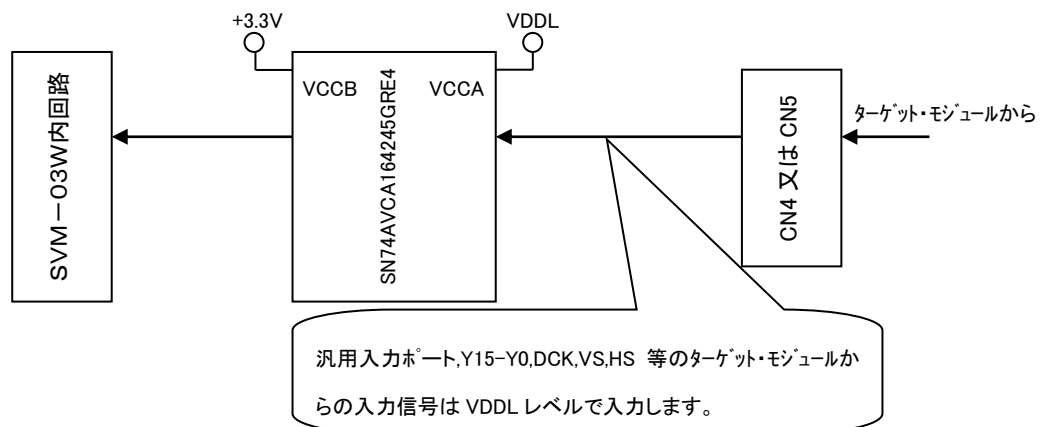 +3.3V
VDDL
SVM－03W内回路
VCCB
VCCA
SN74AVCA164245GRE4
CN4 又は CN5
ﾀｰｹﾞｯﾄ・ﾓｼﾞｭｰﾙから
汎用入力ﾎﾟｰﾄ,Y15-Y0,DCK,VS,HS 等のﾀｰｹﾞｯﾄ・ﾓｼﾞｭｰﾙか
らの入力信号は VDDL レベルで入力します。